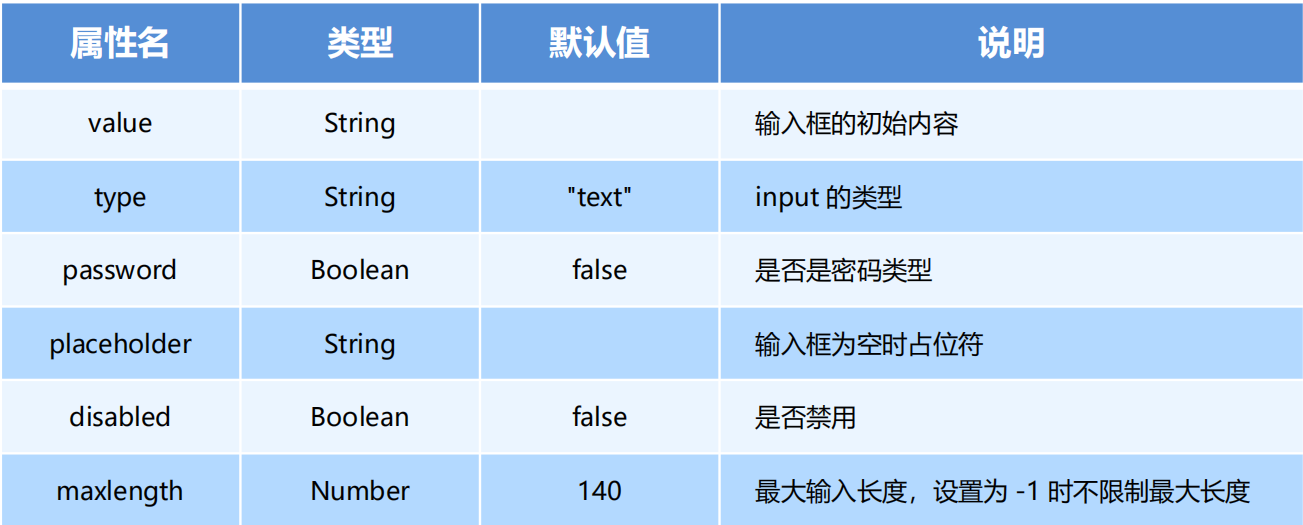 属性名 类型 默认值 说明
value String 输入框的初始内容
type String "text" input 的类型
password Boolean false 是否是密码类型
placeholder String 输入框为空时占位符
disabled Boolean false 是否禁用
maxlength Number 140 最大输入长度，设置为 -1 时不限制最大长度